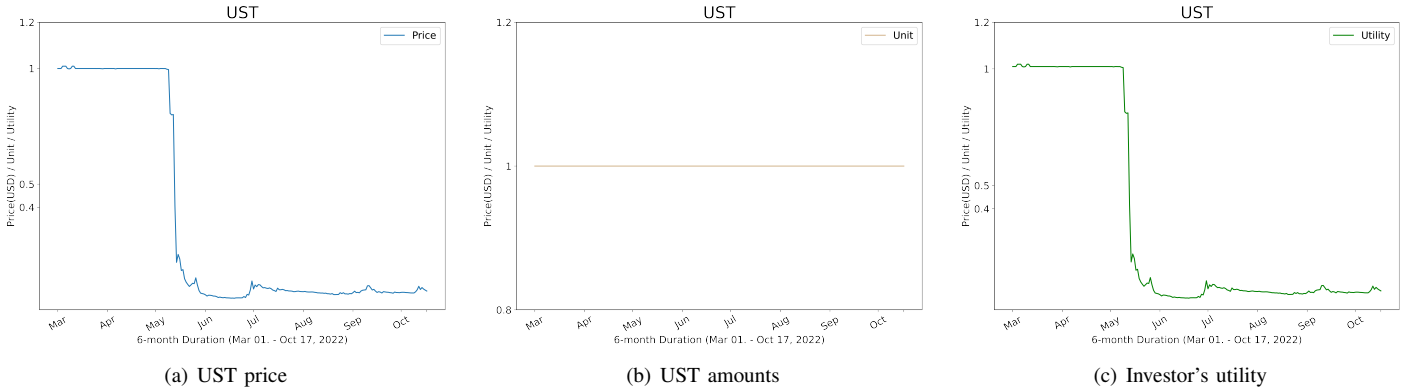 UST
Price
1.2
1
0.5
0.4
Price(USD) / Unit / Utility
Mar Apr May Jun Jul Aug Sep Oct
6-month Duration (Mar 01. - Oct 17, 2022)
(a) UST price
UST
Unit
1.2
1
0.8
Price(USD) / Unit / Utility
Mar Apr May Jun Jul Aug Sep Oct
6-month Duration (Mar 01. - Oct 17, 2022)
(b) UST amounts
UST
Utility
1.2
1
0.5
0.4
Price(USD) / Unit / Utility
Mar Apr May Jun Jul Aug Sep Oct
6-month Duration (Mar 01. - Oct 17, 2022)
(c) Investor's utility